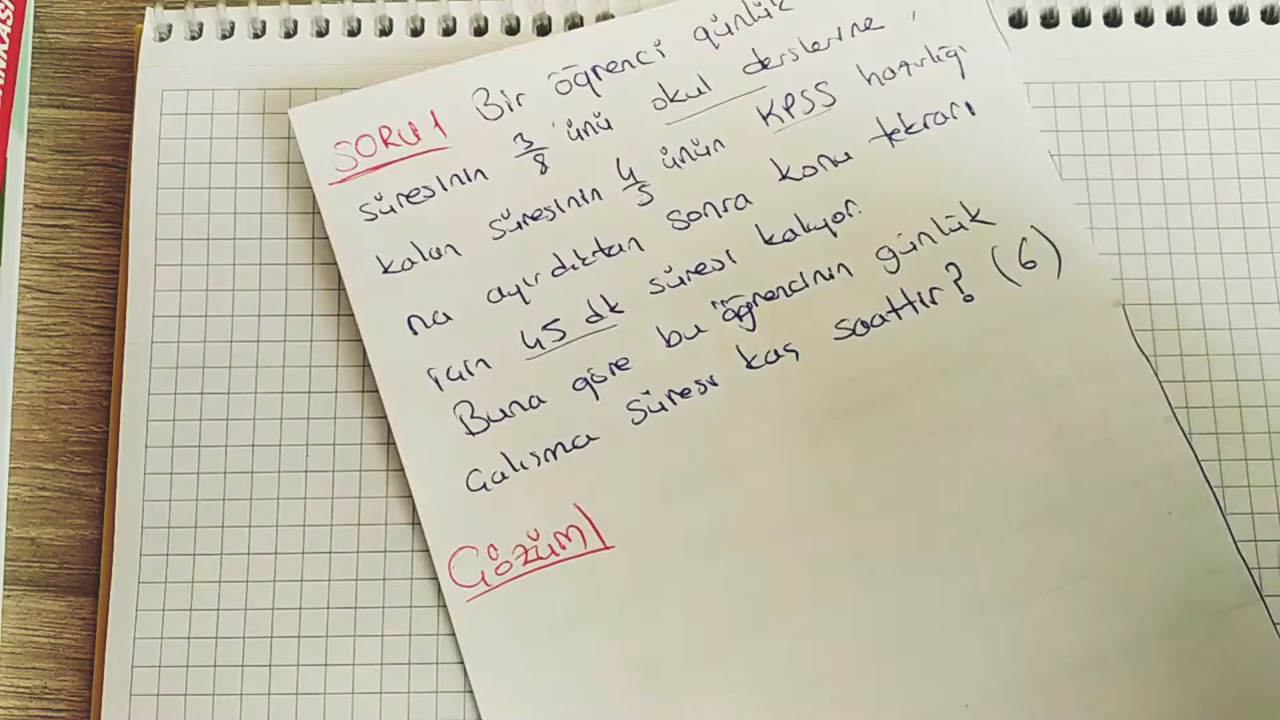 SORU 1 Bir öğrenci günlük
süresinin 3/8 'ünü okul derslerine,
kalan süresinin 4/5 ünün KPSS hazırlığı
na ayırdıktan sonra konu tekrarı
için 45 dk süresi kalıyor.
Buna göre bu öğrencinin günlük
çalışma süresi kaç saattir? (6)
Çözüm